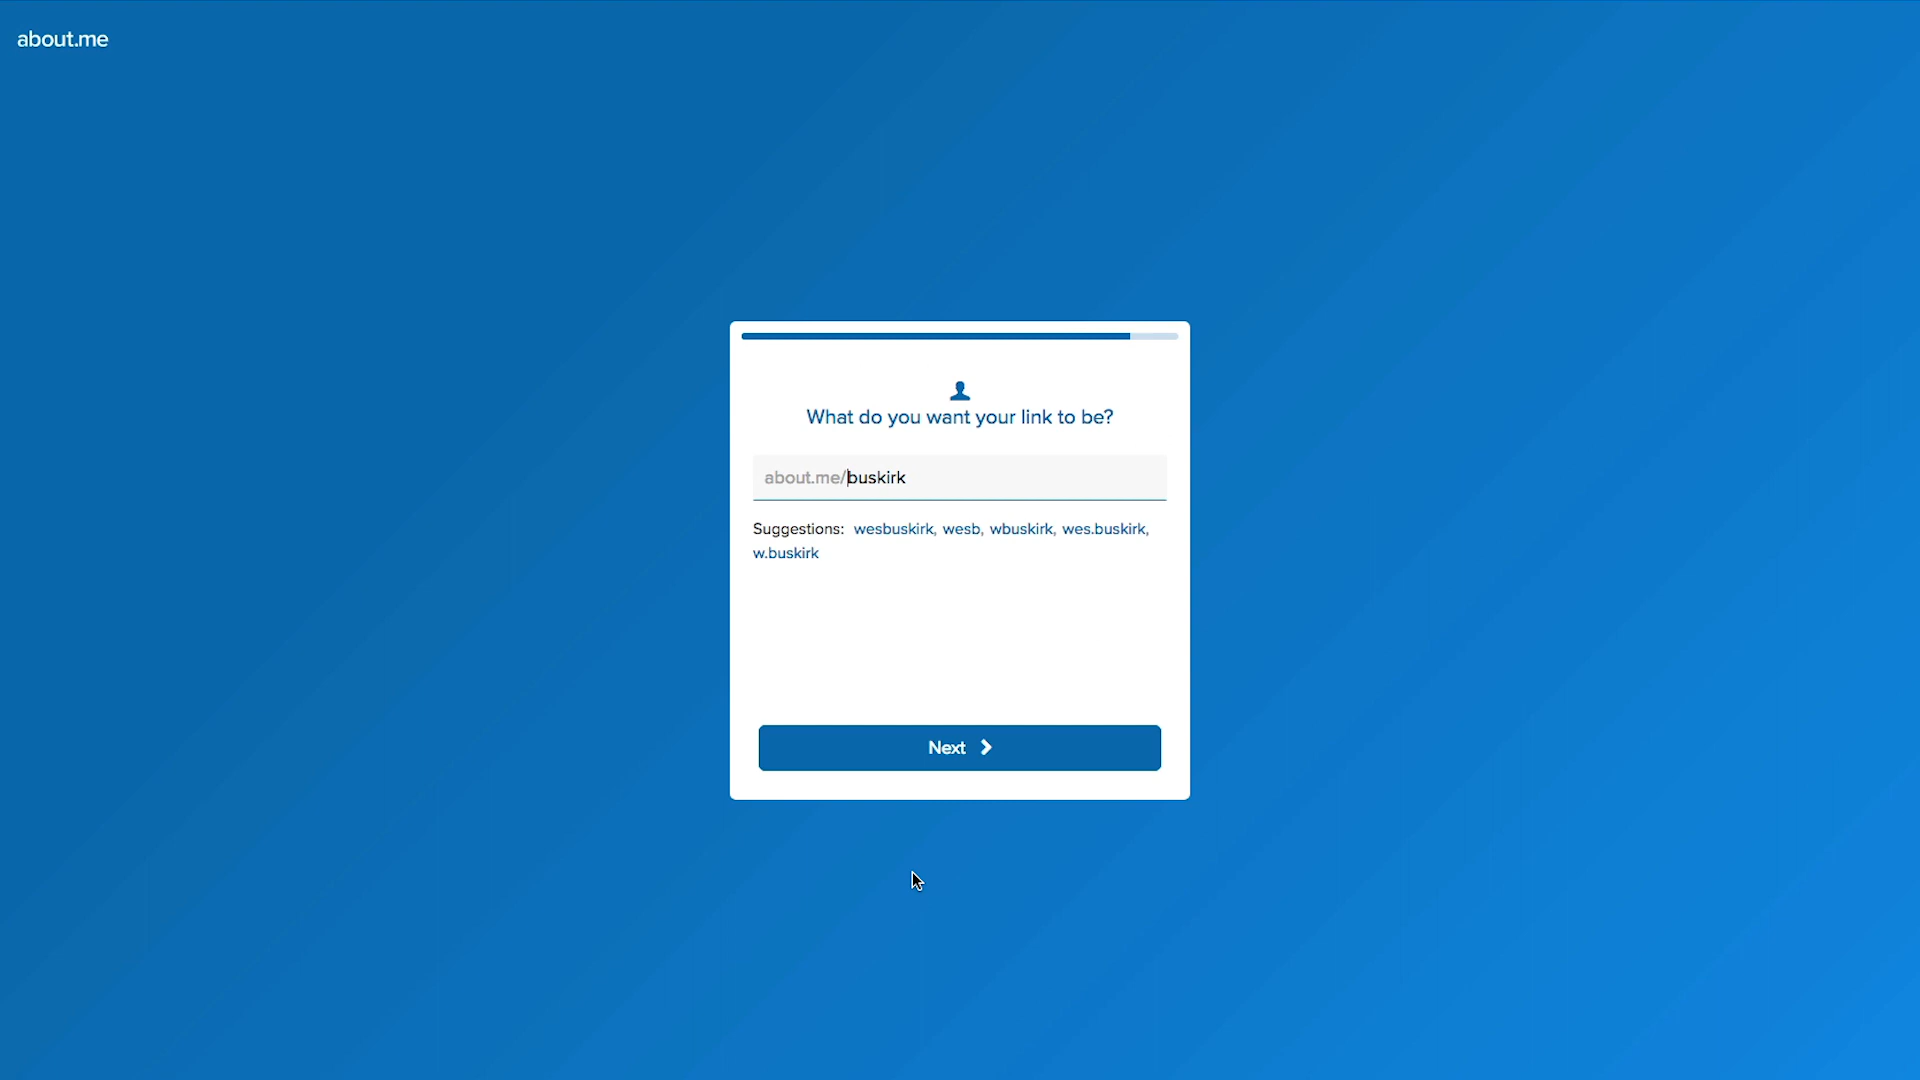 about.me
What do you want your link to be?
about.me/buskirk
Suggestions: wesbuskirk, wesb, wbuskirk, wes.buskirk,
w.buskirk
Next